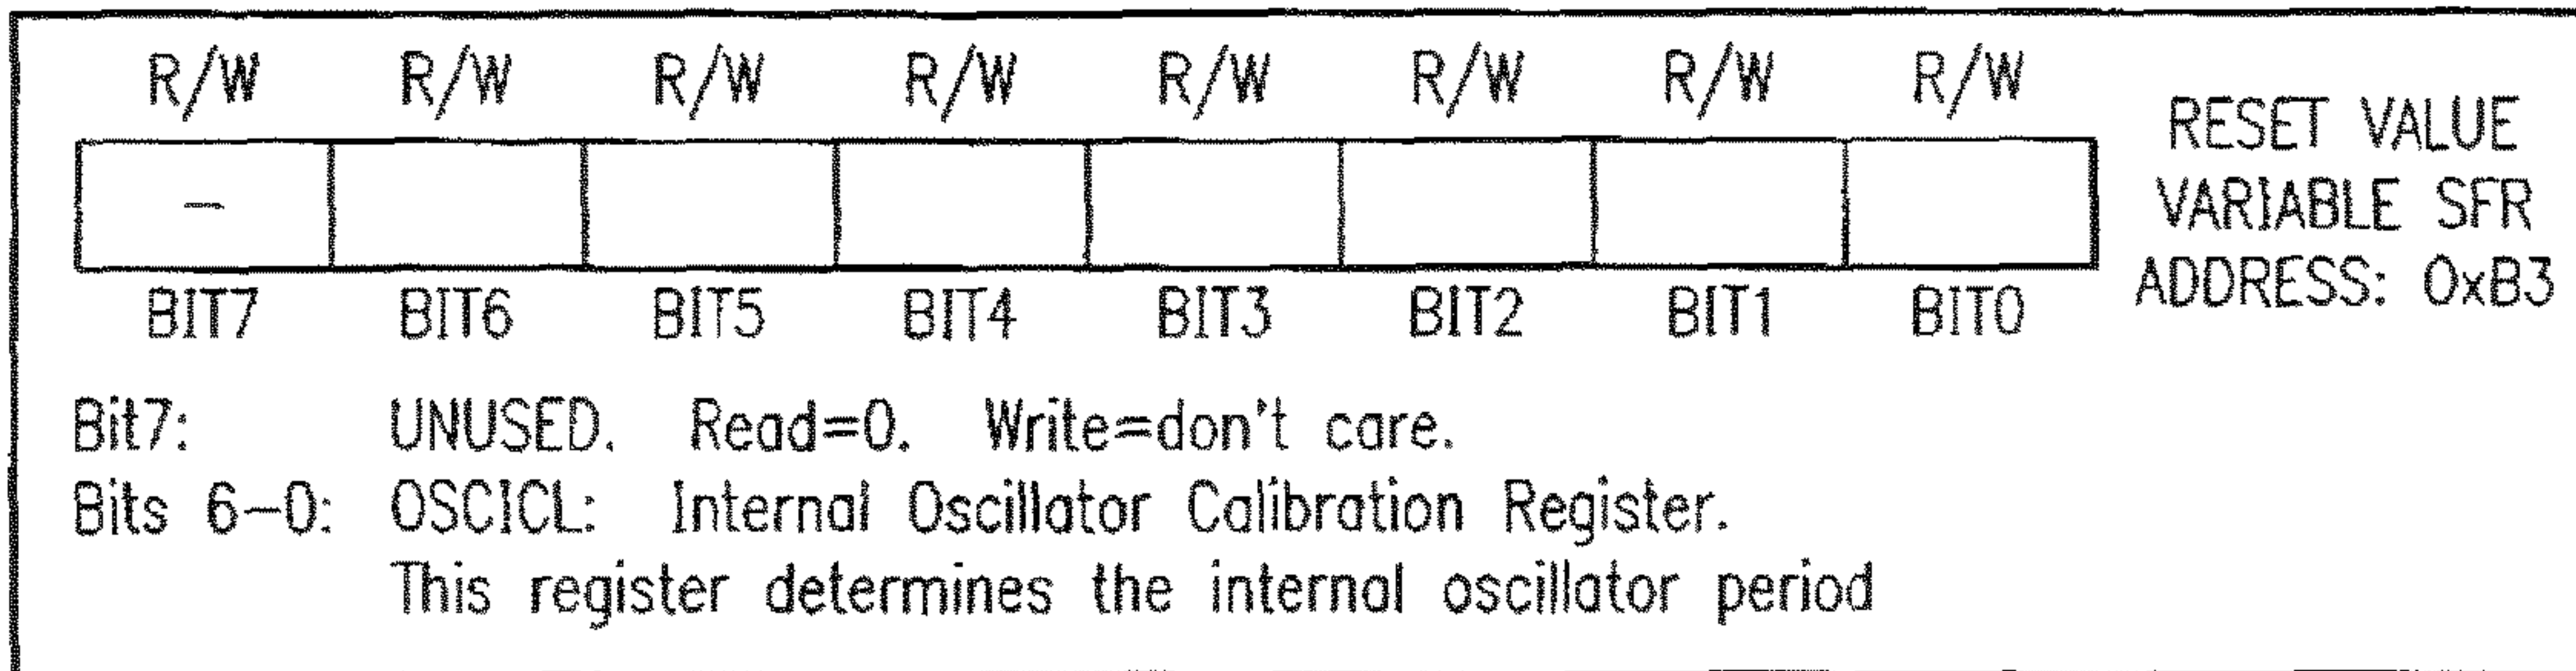 R/W R/W R/W R/W R/W R/W R/W R/W
RESET VALUE
VARIABLE SFR
ADDRESS: 0xB3
-
BIT7 BIT6 BIT5 BIT4 BIT3 BIT2 BIT1 BIT0
Bit7: UNUSED. Read=0. Write=don't care.
Bits 6-0: OSCICL: Internal Oscillator Calibration Register.
This register determines the internal oscillator period